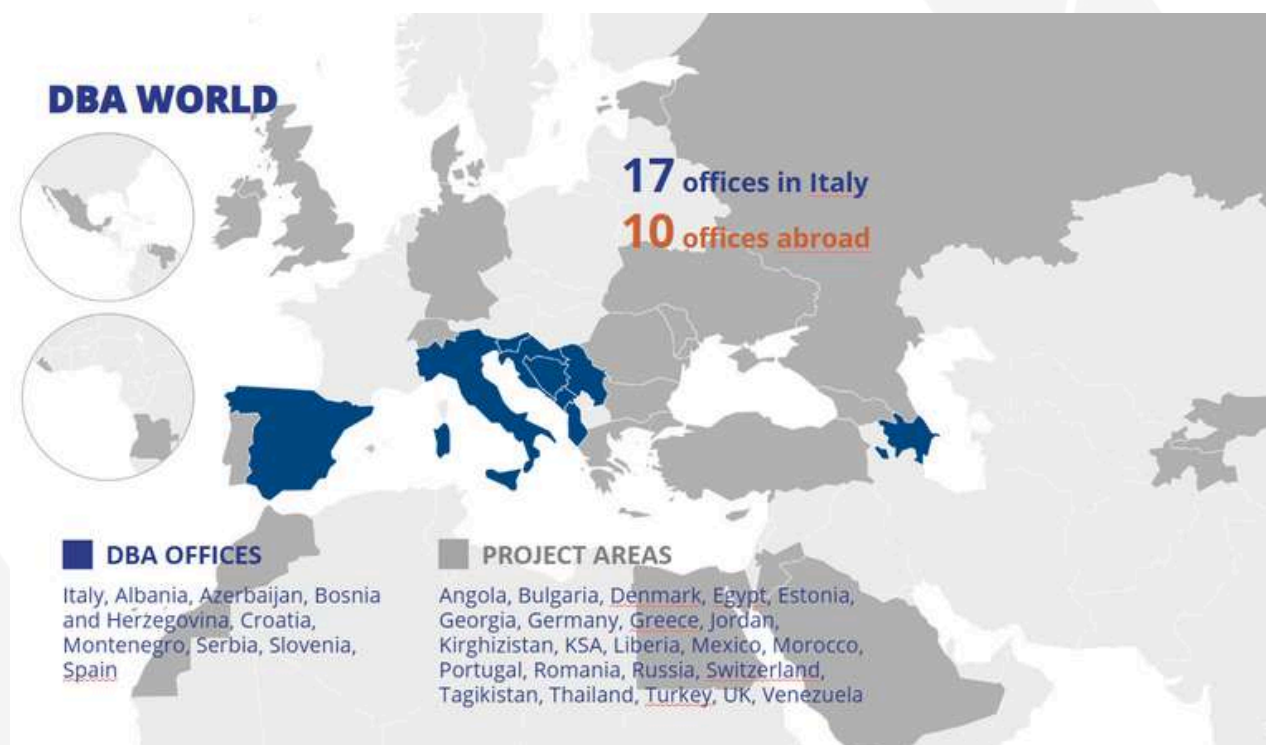 DBA WORLD
17 offices in Italy
10 offices abroad
DBA OFFICES
Italy, Albania, Azerbaijan, Bosnia
and Herzegovina, Croatia,
Montenegro, Serbia, Slovenia,
Spain
PROJECT AREAS
Angola, Bulgaria, Denmark, Egypt, Estonia,
Georgia, Germany, Greece, Jordan,
Kirghizistan, KSA, Liberia, Mexico, Morocco,
Portugal, Romania, Russia, Switzerland,
Tagikistan, Thailand, Turkey, UK, Venezuela